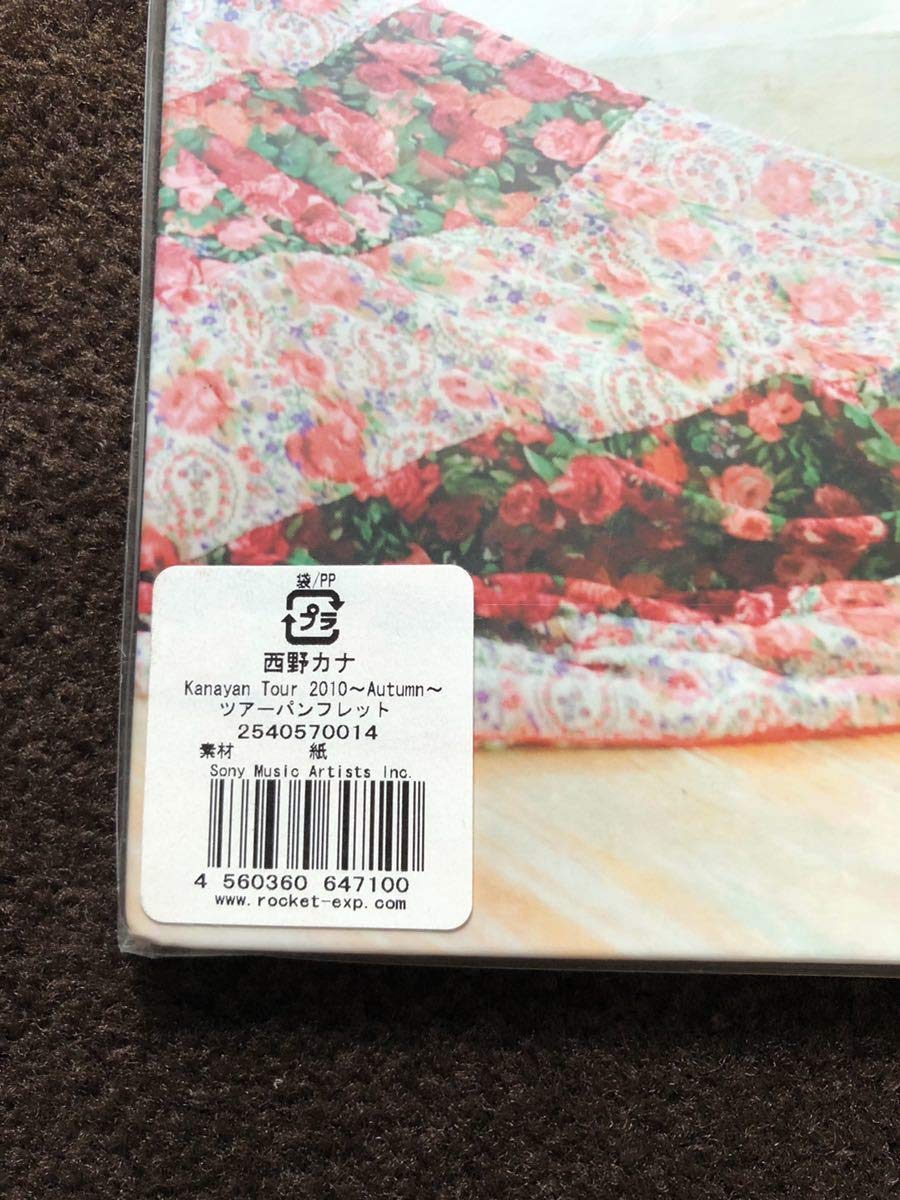 袋/PP
プラ
西野カナ
Kanayan Tour 2010～Autumn～
ツアーパンフレット
2540570014
素材 紙
Sony Music Artists Inc.
4 560360 647100
www.rocket-exp.com